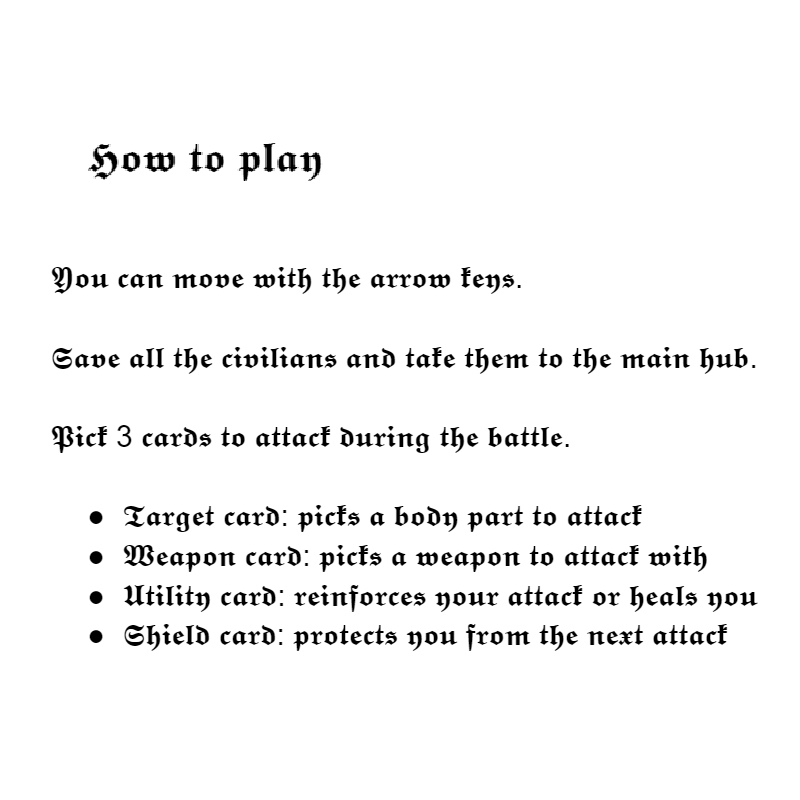 How to play
You can move with the arrow keys.
Save all the civilians and take them to the main hub.
Pick 3 cards to attack during the battle.
● Target card: picks a body part to attack
● Weapon card: picks a weapon to attack with
● Utility card: reinforces your attack or heals you
● Shield card: protects you from the next attack